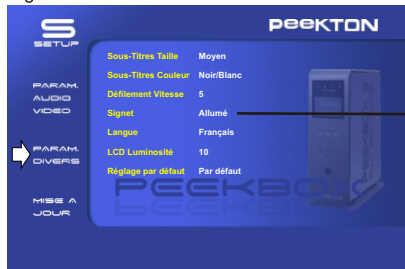 SETUP
PEEKTON
Sous-Titres Taille Moyen
Sous-Titres Couleur Noir/Blanc
PARAM.
AUDIO
VIDEO
Défilement Vitesse 5
Signet Allumé
Langue Français
PARAM.
DIVERS
LCD Luminosité 10
Réglage par défaut Par défaut
PEEKBOX
MISE A
JOUR